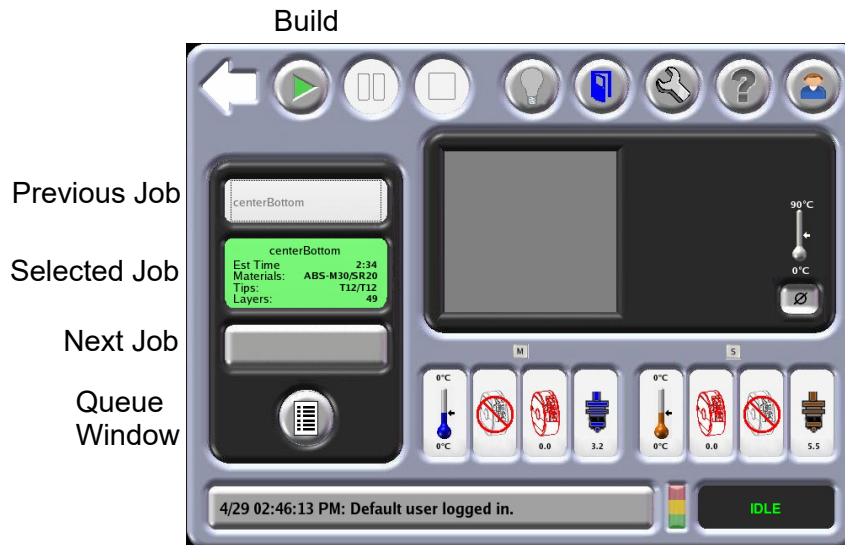 Build
Previous Job
centerBottom
90°C
0°C
Selected Job
centerBottom
Est Time 2:34
Materials: ABS-M30/SR20
Tips: T12/T12
Layers: 49
Next Job
M
S
Queue
Window
0°C
0°C
0.0
3.2
0°C
0°C
0.0
5.5
4/29 02:46:13 PM: Default user logged in.
IDLE